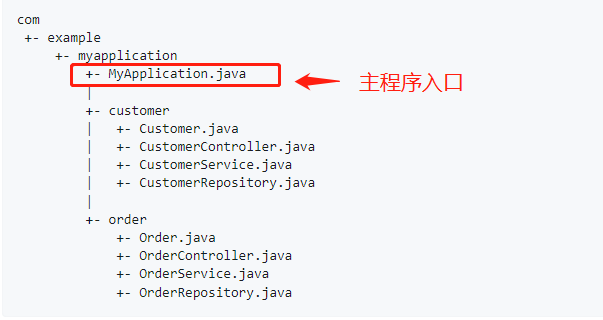 com
+- example
+- myapplication
+- MyApplication.java
主程序入口
|
+- customer
| +- Customer.java
| +- CustomerController.java
| +- CustomerService.java
| +- CustomerRepository.java
|
+- order
+- Order.java
+- OrderController.java
+- OrderService.java
+- OrderRepository.java